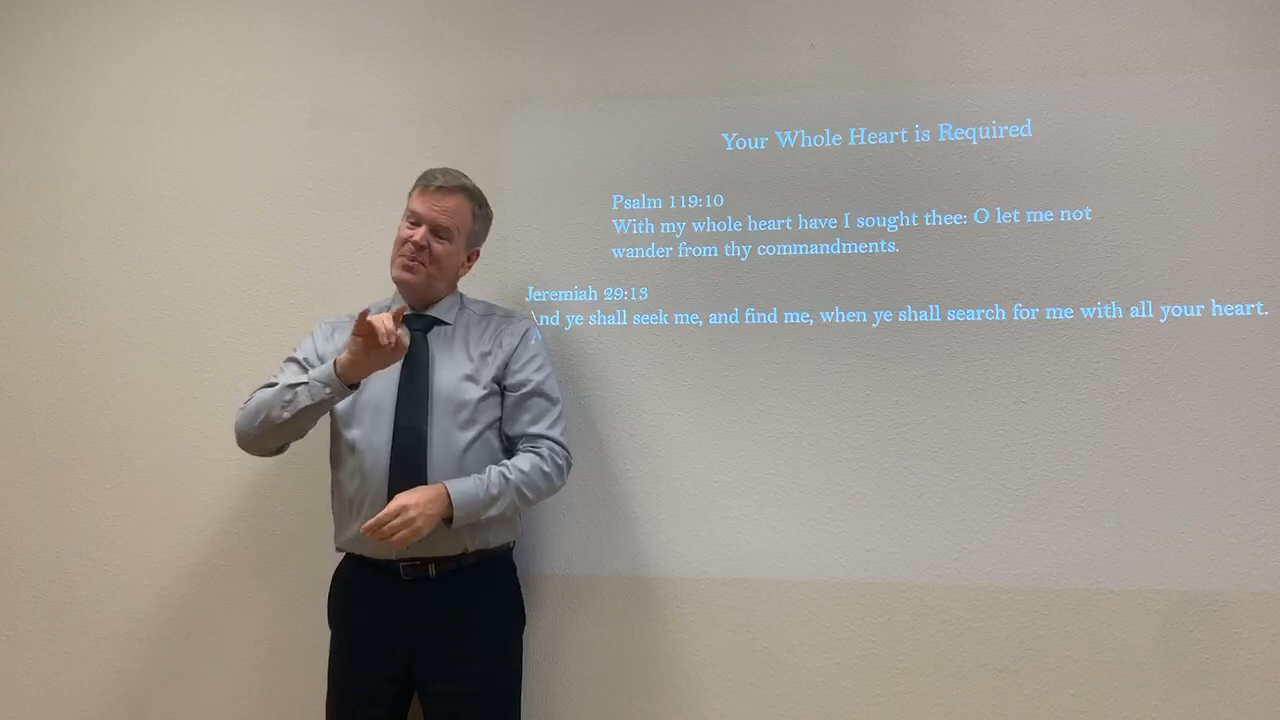 Your Whole Heart is Required
Psalm 119:10
With my whole heart have I sought thee: O let me not
wander from thy commandments.
Jeremiah 29:13
And ye shall seek me, and find me, when ye shall search for me with all your heart.